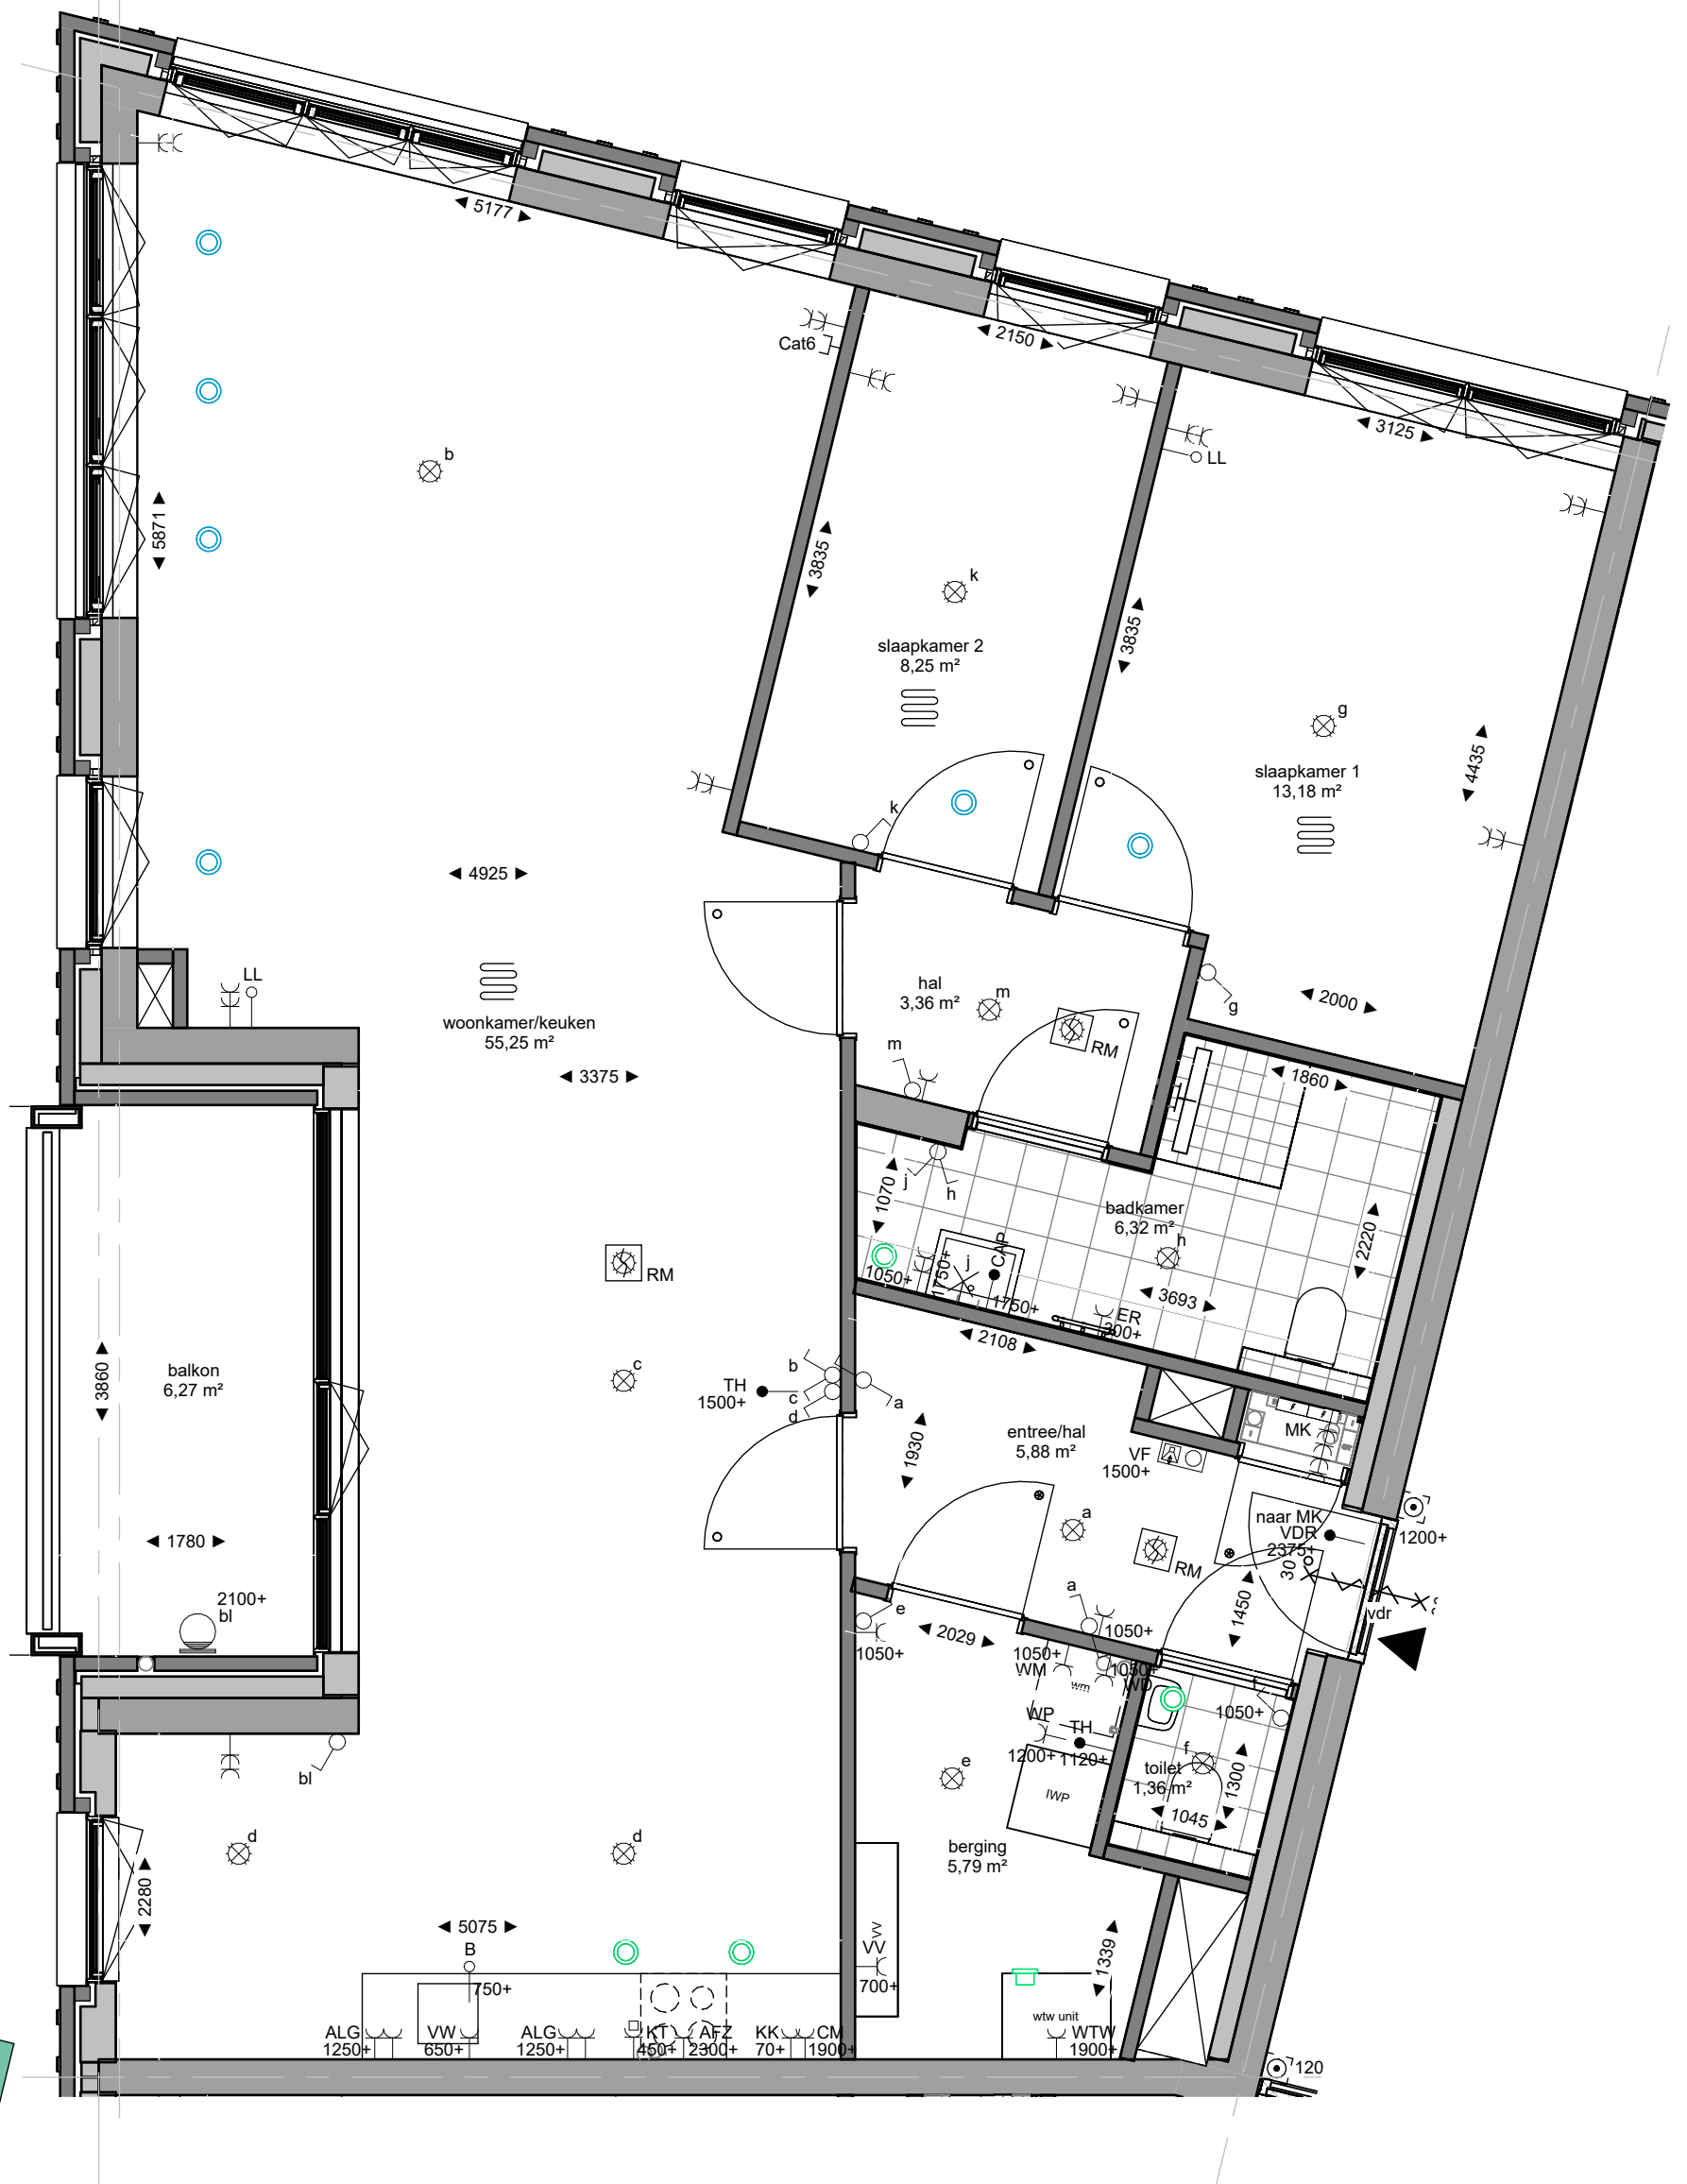 5177
Cat6
2150
3125
LL
b
5871
3835
k
3835
slaapkamer 2
8,25 m²
g
slaapkamer 1
13,18 m²
4435
k
4925
LL
hal
3,36 m²
m
g
2000
woonkamer/keuken
55,25 m²
m
RM
3375
1860
1070
j
h
badkamer
6,32 m²
h
2220
RM
1050+
1750+
j
CAP
1750+
3693
ER
300+
2108
balkon
6,27 m²
3860
c
TH
1500+
b
c
d
a
1930
entree/hal
5,88 m²
MK
VF
1500+
a
naar MK
VDR
2375+
1200+
30
RM
1780
2100+
bl
a
e
1050+
2029
1450
vdr
1050+
1050+
WM
1050+
WD
wm
1050+
f
WP
TH
1200+
1120+
bl
e
f
toilet
1,36 m²
1300
IWP
1045
d
d
berging
5,79 m²
2280
5075
B
750+
VV
VV
700+
1339
wtw unit
ALG
1250+
VW
650+
ALG
1250+
KT
450+
AFZ
2300+
KK
70+
CM
1900+
WTW
1900+
120